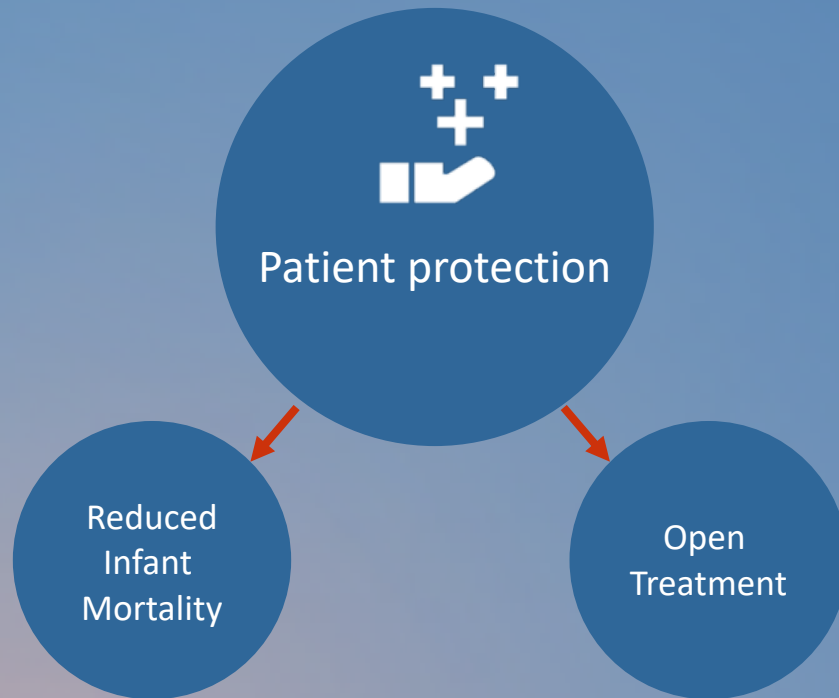 Patient protection
Reduced
Infant
Mortality
Open
Treatment